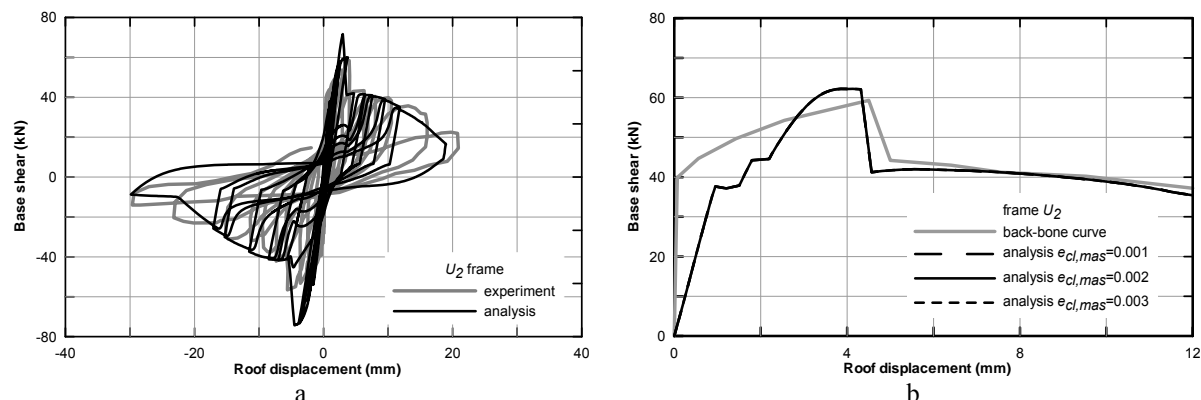 80
40
0
-40
-80
Base shear (kN)
-40 -20 0 20 40
Roof displacement (mm)
U2 frame
experiment
analysis
a
80
60
40
20
0
Base shear (kN)
0 4 8 12
Roof displacement (mm)
frame U2
back-bone curve
analysis ecl,mas=0.001
analysis ecl,mas=0.002
analysis ecl,mas=0.003
b